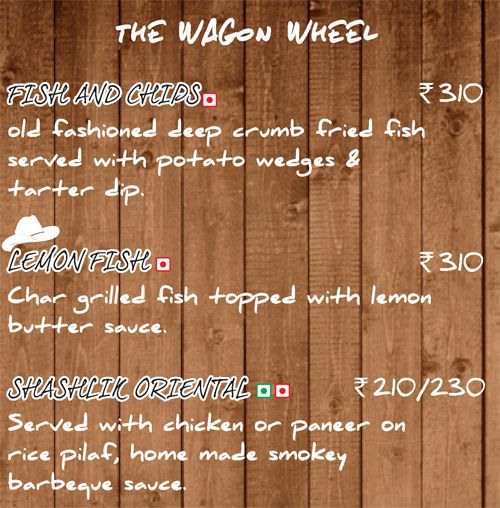 THE WAGON WHEEL
FISH AND CHIPS ₹310
old fashioned deep crumb fried fish
served with potato wedges &
tarter dip.
LEMON FISH ₹310
Char grilled fish topped with lemon
butter sauce.
SHASHLIK ORIENTAL ₹210/230
Served with chicken or paneer on
rice pilaf, home made smokey
barbeque sauce.